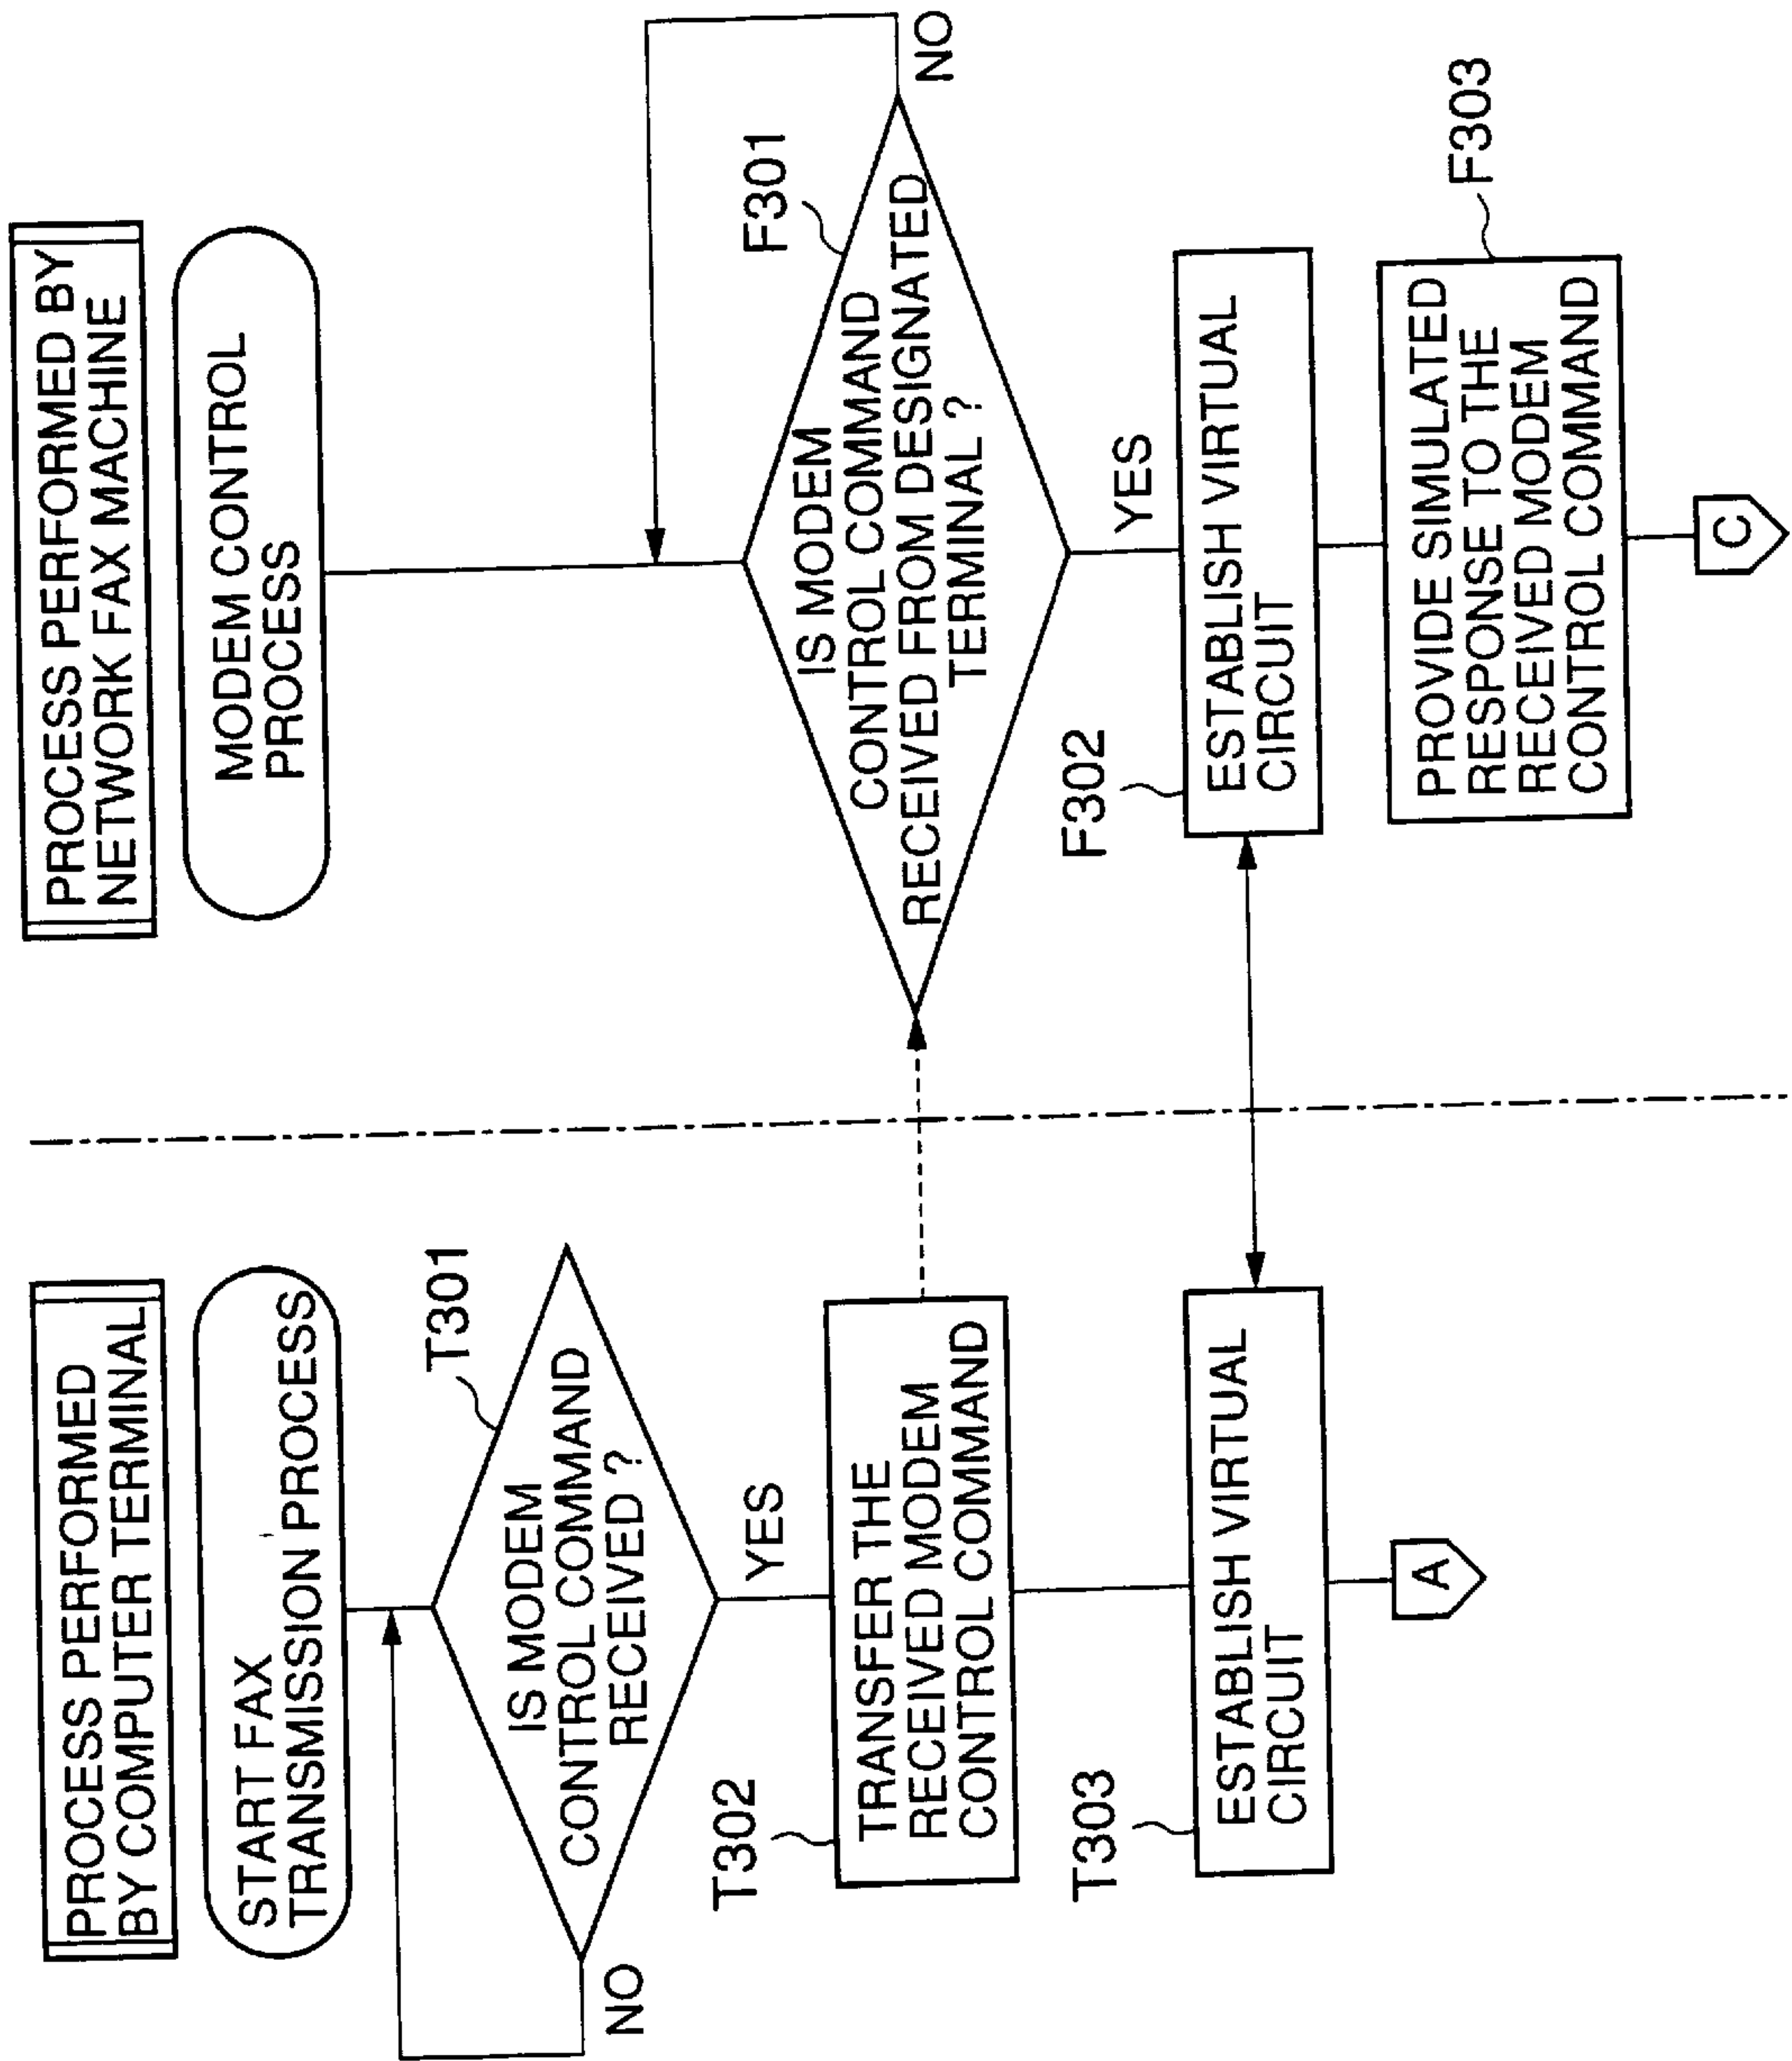 PROCESS PERFORMED
BY COMPUTER TERMINAL
START FAX
TRANSMISSION PROCESS
T301
IS MODEM
CONTROL COMMAND
RECEIVED ?
NO
YES
T302
TRANSFER THE
RECEIVED MODEM
CONTROL COMMAND
T303
ESTABLISH VIRTUAL
CIRCUIT
A
PROCESS PERFORMED BY
NETWORK FAX MACHINE
MODEM CONTROL
PROCESS
F301
IS MODEM
CONTROL COMMAND
RECEIVED FROM DESIGNATED
TERMINAL ?
NO
YES
F302
ESTABLISH VIRTUAL
CIRCUIT
F303
PROVIDE SIMULATED
RESPONSE TO THE
RECEIVED MODEM
CONTROL COMMAND
C